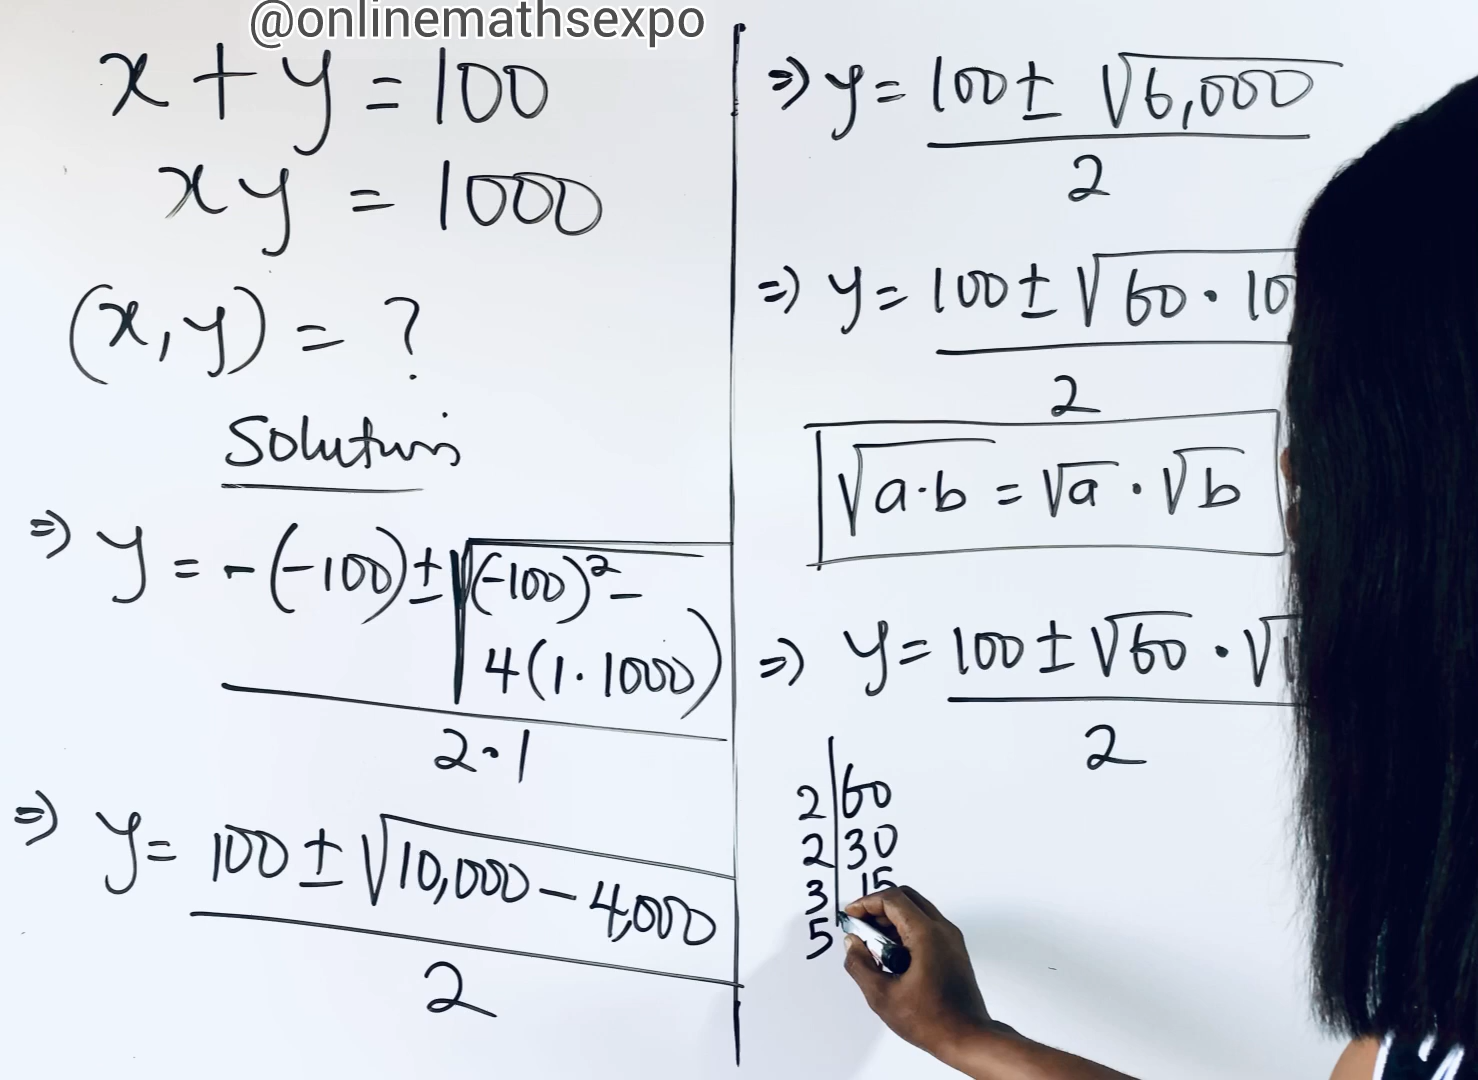 @onlinemathsexpo
x + y = 100
xy = 1000
(x, y) = ?
Solution
⇒ y = -(-100) ± √(-100)² -
4(1·1000)
2·1
⇒ y = 100 ± √10,000 - 4,000
2
⇒ y = 100 ± √6,000
2
⇒ y = 100 ± √60 · 10
2
√a·b = √a · √b
⇒ y = 100 ± √60 · √
2
2 | 60
2 | 30
3 | 15
5